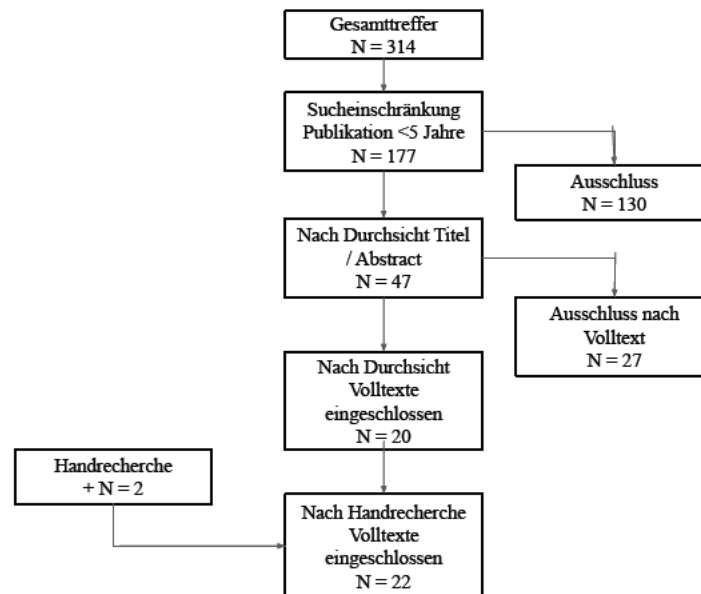 Gesamttreffer
N = 314
Sucheinschränkung
Publikation <5 Jahre
N = 177
Ausschluss
N = 130
Nach Durchsicht Titel
/ Abstract
N = 47
Ausschluss nach
Volltext
N = 27
Nach Durchsicht
Volltexte
eingeschlossen
N = 20
Handrecherche
+ N = 2
Nach Handrecherche
Volltexte
eingeschlossen
N = 22